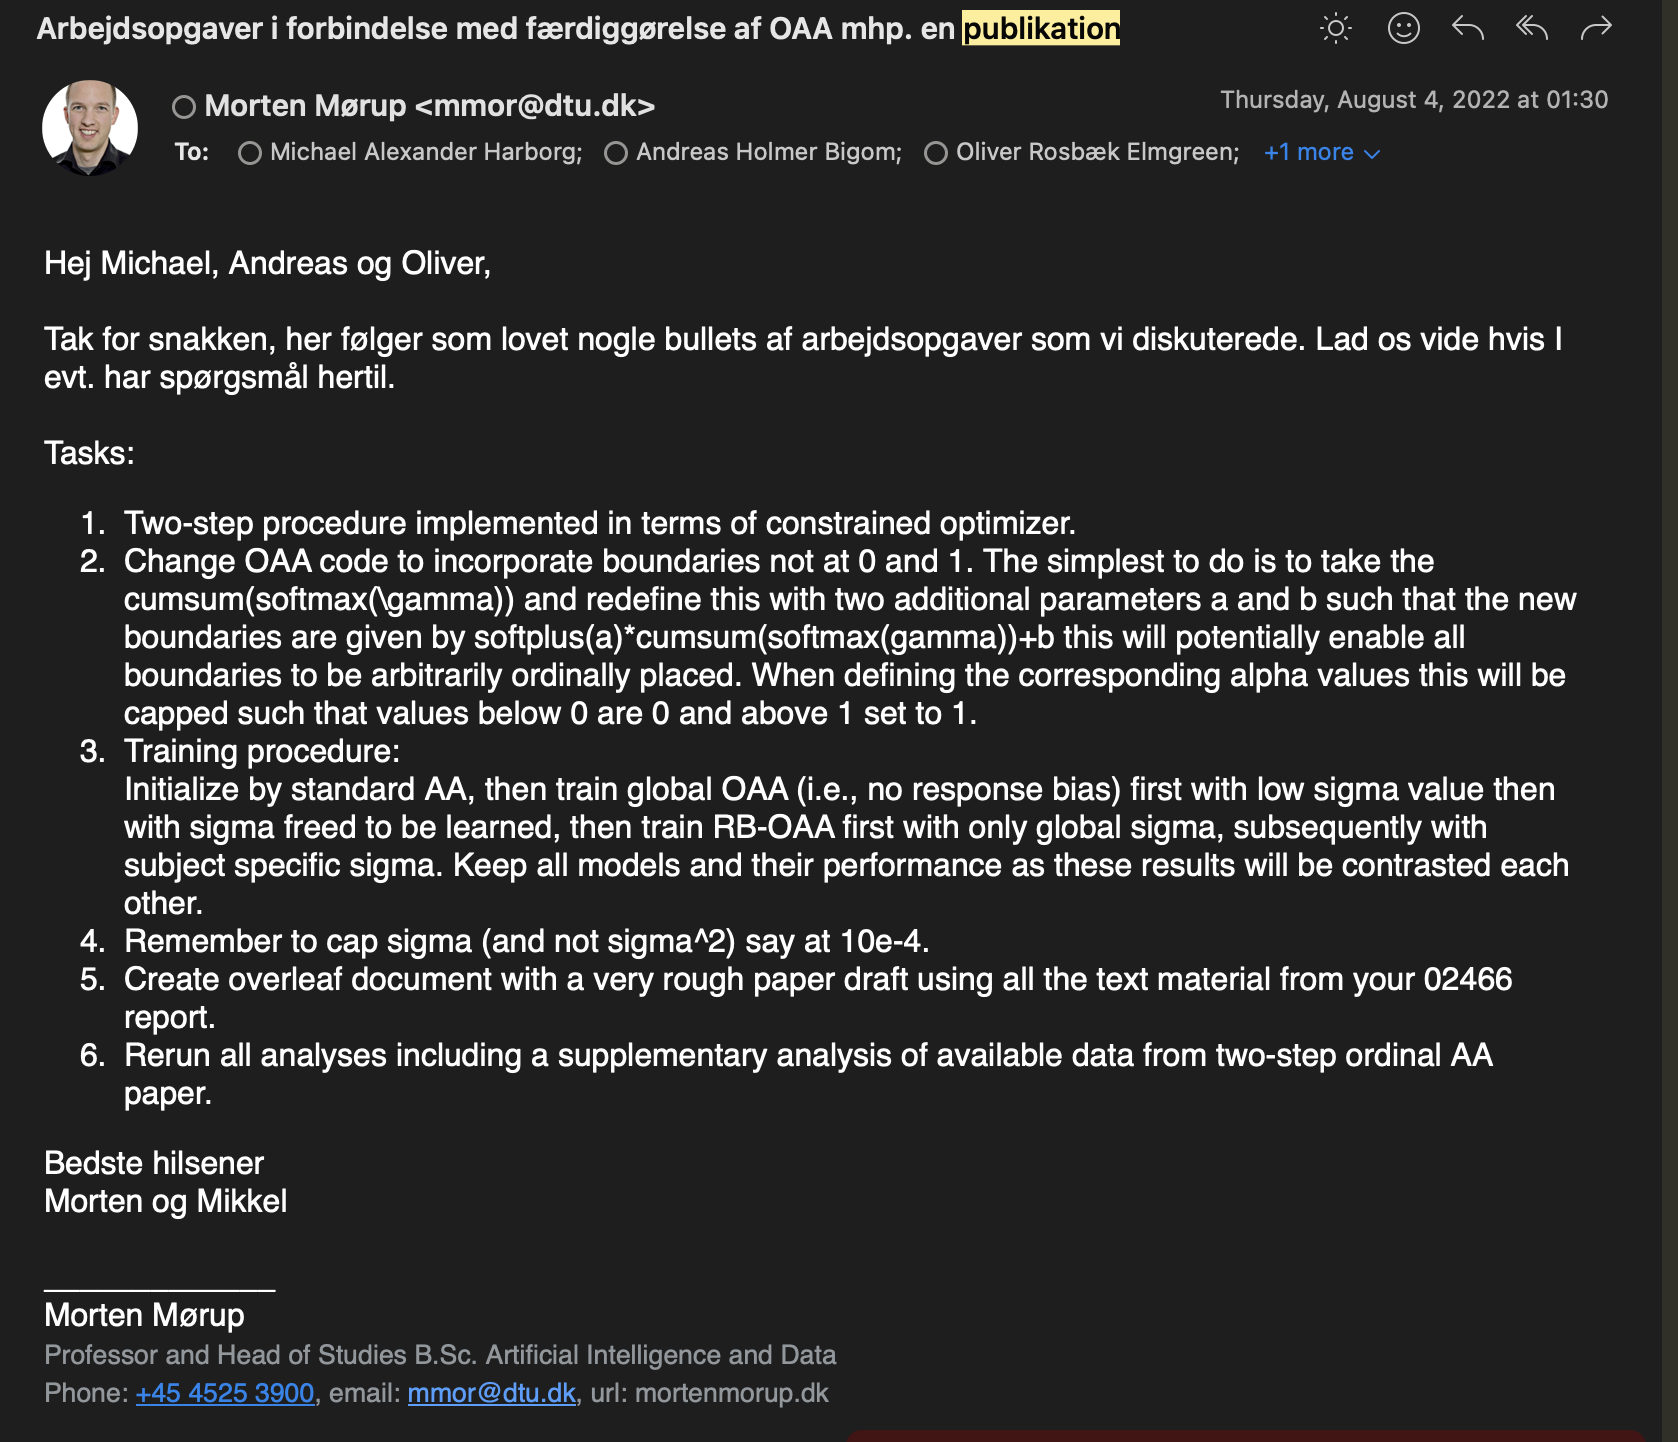 Arbejdsopgaver i forbindelse med færdiggørelse af OAA mhp. en publikation
Morten Mørup <mmor@dtu.dk>
Thursday, August 4, 2022 at 01:30
To: Michael Alexander Harborg; Andreas Holmer Bigom; Oliver Rosbæk Elmgreen; +1 more
Hej Michael, Andreas og Oliver,
Tak for snakken, her følger som lovet nogle bullets af arbejdsopgaver som vi diskuterede. Lad os vide hvis I
evt. har spørgsmål hertil.
Tasks:
1. Two-step procedure implemented in terms of constrained optimizer.
2. Change OAA code to incorporate boundaries not at 0 and 1. The simplest to do is to take the
cumsum(softmax(\gamma)) and redefine this with two additional parameters a and b such that the new
boundaries are given by softplus(a)*cumsum(softmax(gamma))+b this will potentially enable all
boundaries to be arbitrarily ordinally placed. When defining the corresponding alpha values this will be
capped such that values below 0 are 0 and above 1 set to 1.
3. Training procedure:
Initialize by standard AA, then train global OAA (i.e., no response bias) first with low sigma value then
with sigma freed to be learned, then train RB-OAA first with only global sigma, subsequently with
subject specific sigma. Keep all models and their performance as these results will be contrasted each
other.
4. Remember to cap sigma (and not sigma^2) say at 10e-4.
5. Create overleaf document with a very rough paper draft using all the text material from your 02466
report.
6. Rerun all analyses including a supplementary analysis of available data from two-step ordinal AA
paper.
Bedste hilsener
Morten og Mikkel
_____________
Morten Mørup
Professor and Head of Studies B.Sc. Artificial Intelligence and Data
Phone: +45 4525 3900, email: mmor@dtu.dk, url: mortenmorup.dk